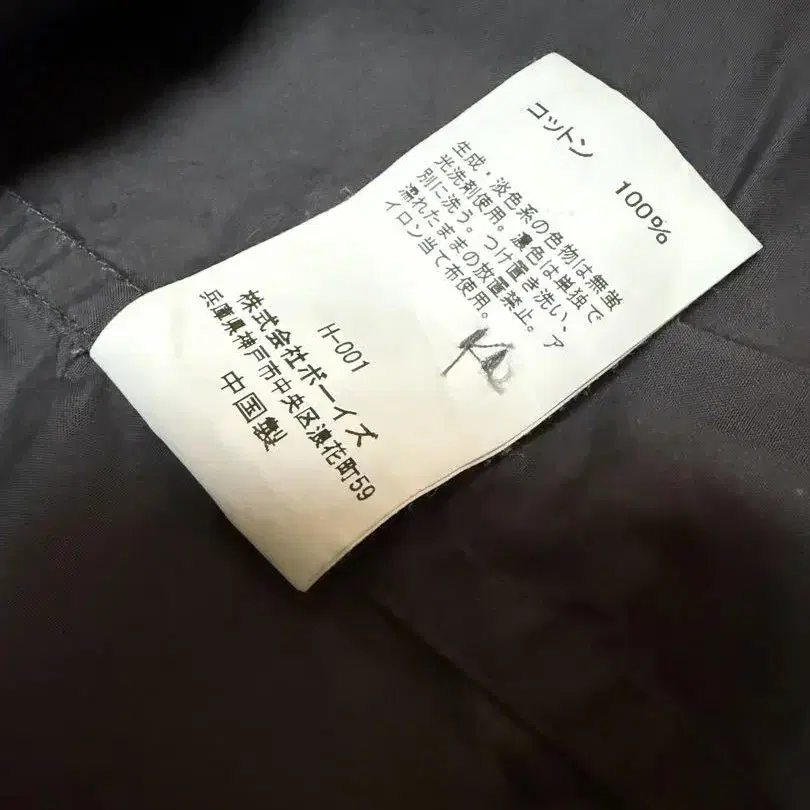 コットン 100%
生成・淡色系の色物は無蛍
光洗剤使用。濃色は単独で
別に洗う。つけ置き洗い、
濡れたままの放置禁止。ア
イロン当て布使用。
H-001
株式会社ボーイズ
兵庫県神戸市中央区浪花町59
中国製